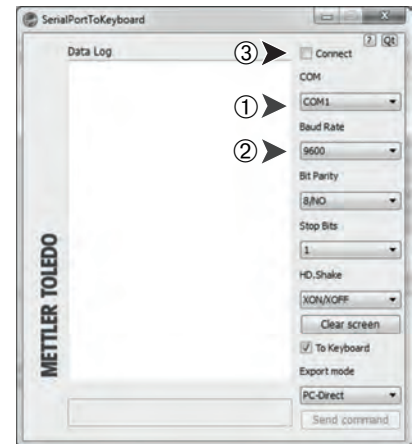 SerialPortToKeyboard
? Qt
Data Log
③ Connect
COM
① COM1
Baud Rate
② 9600
Bit Parity
8/NO
Stop Bits
1
HD.Shake
XON/XOFF
Clear screen
To Keyboard
Export mode
PC-Direct
Send command
METTLER TOLEDO